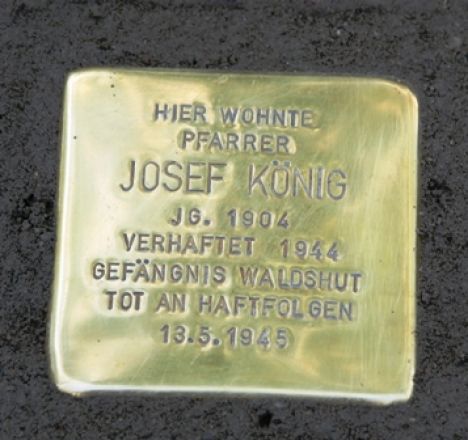 HIER WOHNTE
PFARRER
JOSEF KÖNIG
JG. 1904
VERHAFTET 1944
GEFÄNGNIS WALDSHUT
TOT AN HAFTFOLGEN
13.5.1945